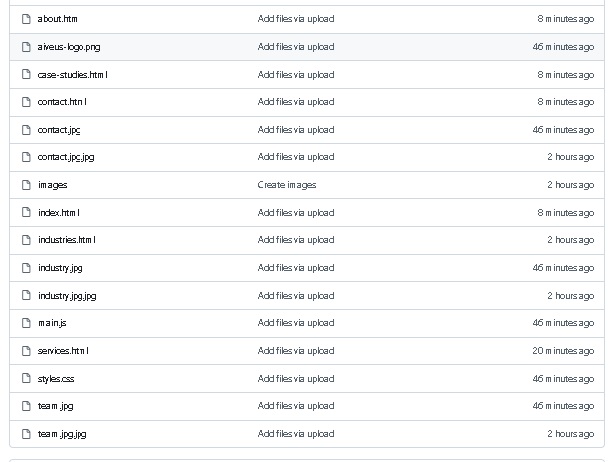 about.htm Add files via upload 8 minutes ago
aiveus-logo.png Add files via upload 46 minutes ago
case-studies.html Add files via upload 8 minutes ago
contact.html Add files via upload 8 minutes ago
contact.jpg Add files via upload 46 minutes ago
contact.jpg.jpg Add files via upload 2 hours ago
images Create images 2 hours ago
index.html Add files via upload 8 minutes ago
industries.html Add files via upload 2 hours ago
industry.jpg Add files via upload 46 minutes ago
industry.jpg.jpg Add files via upload 2 hours ago
main.js Add files via upload 46 minutes ago
services.html Add files via upload 20 minutes ago
styles.css Add files via upload 46 minutes ago
team.jpg Add files via upload 46 minutes ago
team.jpg.jpg Add files via upload 2 hours ago